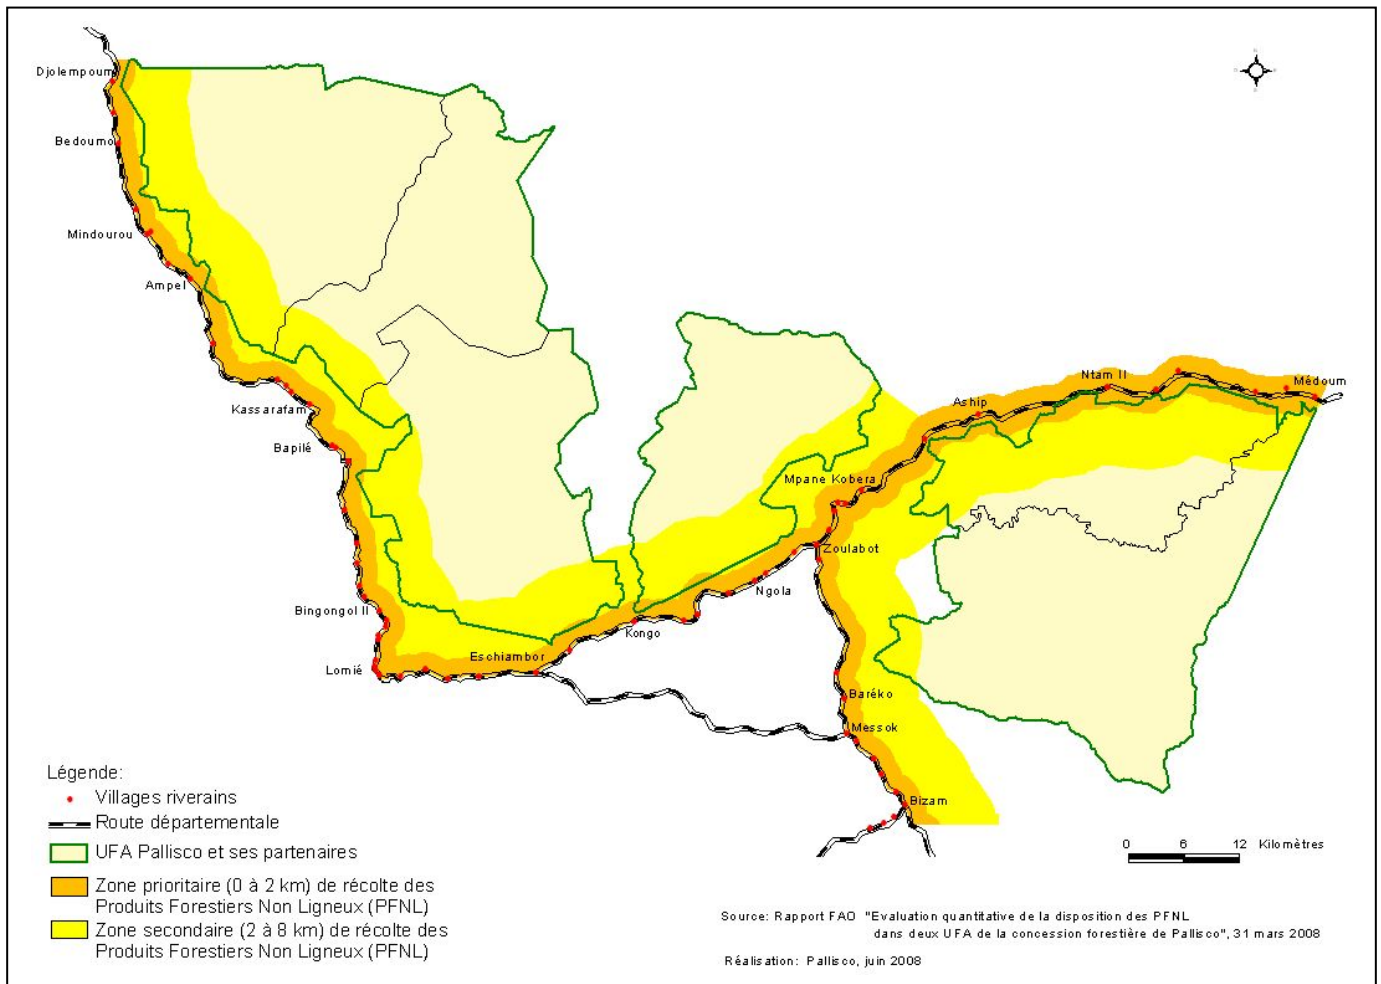 Djolempoum
Bedoumo
Mindourou
Ampel
Kassarafam
Bapilé
Bingongol II
Lomié
Eschiambor
Kongo
Ngola
Zoulabot
Mpane Kobera
Aship
Ntam II
Médoum
Baréko
Messok
Bizam
Légende:
Villages riverains
Route départementale
UFA Pallisco et ses partenaires
Zone prioritaire (0 à 2 km) de récolte des
Produits Forestiers Non Ligneux (PFNL)
Zone secondaire (2 à 8 km) de récolte des
Produits Forestiers Non Ligneux (PFNL)
0 6 12 Kilomètres
Source: Rapport FAO "Evaluation quantitative de la disposition des PFNL
dans deux UFA de la concession forestière de Pallisco", 31 mars 2008
Réalisation: Pallisco, juin 2008